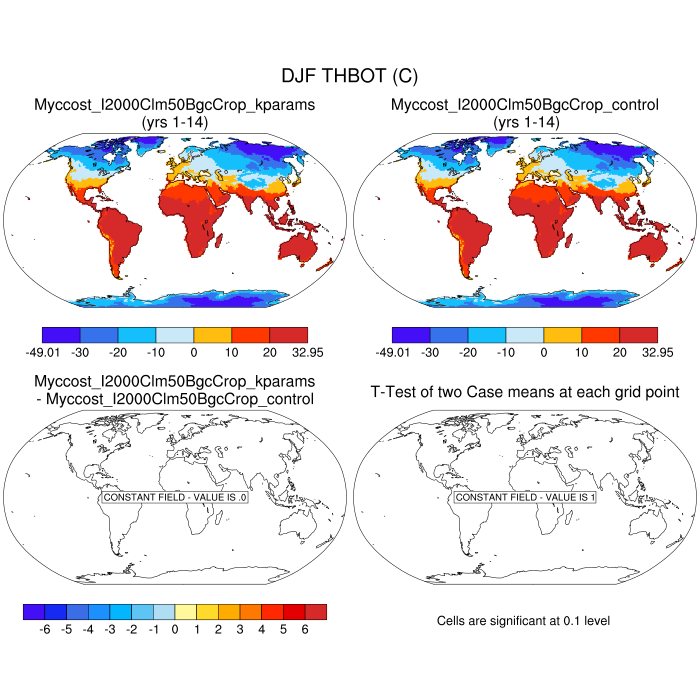 DJF THBOT (C)
Myccost_I2000Clm50BgcCrop_kparams
(yrs 1-14)
Myccost_I2000Clm50BgcCrop_control
(yrs 1-14)
-49.01 -30 -20 -10 0 10 20 32.95
-49.01 -30 -20 -10 0 10 20 32.95
Myccost_I2000Clm50BgcCrop_kparams
- Myccost_I2000Clm50BgcCrop_control
T-Test of two Case means at each grid point
CONSTANT FIELD - VALUE IS .0
CONSTANT FIELD - VALUE IS 1
-6 -5 -4 -3 -2 -1 0 1 2 3 4 5 6
Cells are significant at 0.1 level